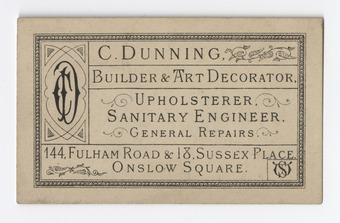 C. DUNNING,
BUILDER & ART DECORATOR,
UPHOLSTERER,
SANITARY ENGINEER,
GENERAL REPAIRS.
144, FULHAM ROAD & 18, SUSSEX PLACE
ONSLOW SQUARE.